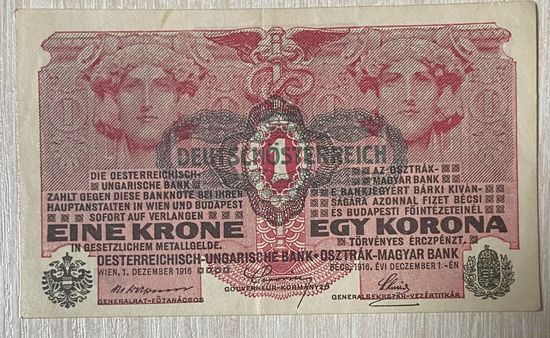 DEUTSCHÖSTERREICH
1
DIE OESTERREICHISCH-
UNGARISCHE BANK
ZAHLT GEGEN DIESE BANKNOTE BEI IHREN
HAUPTANSTALTEN IN WIEN UND BUDAPEST
SOFORT AUF VERLANGEN
EINE KRONE
IN GESETZLICHEM METALLGELDE.
AZ OSZTRÁK-
MAGYAR BANK
E BANKJEGYÉRT BÁRKI KIVÁN-
SÁGÁRA AZONNAL FIZET BÉCSI
ÉS BUDAPESTI FŐINTÉZETEINÉL
EGY KORONA
TÖRVÉNYES ÉRCZPÉNZT.
OESTERREICHISCH-UNGARISCHE BANK•OSZTRÁK-MAGYAR BANK
WIEN, 1. DEZEMBER 1916
BÉCS, 1916. ÉVI DECZEMBER 1.-ÉN
GENERALRAT-FŐTANÁCSOS
GOUVERNEUR-KORMÁNYZÓ
GENERALSEKRETÄR-VEZÉRTITKÁR